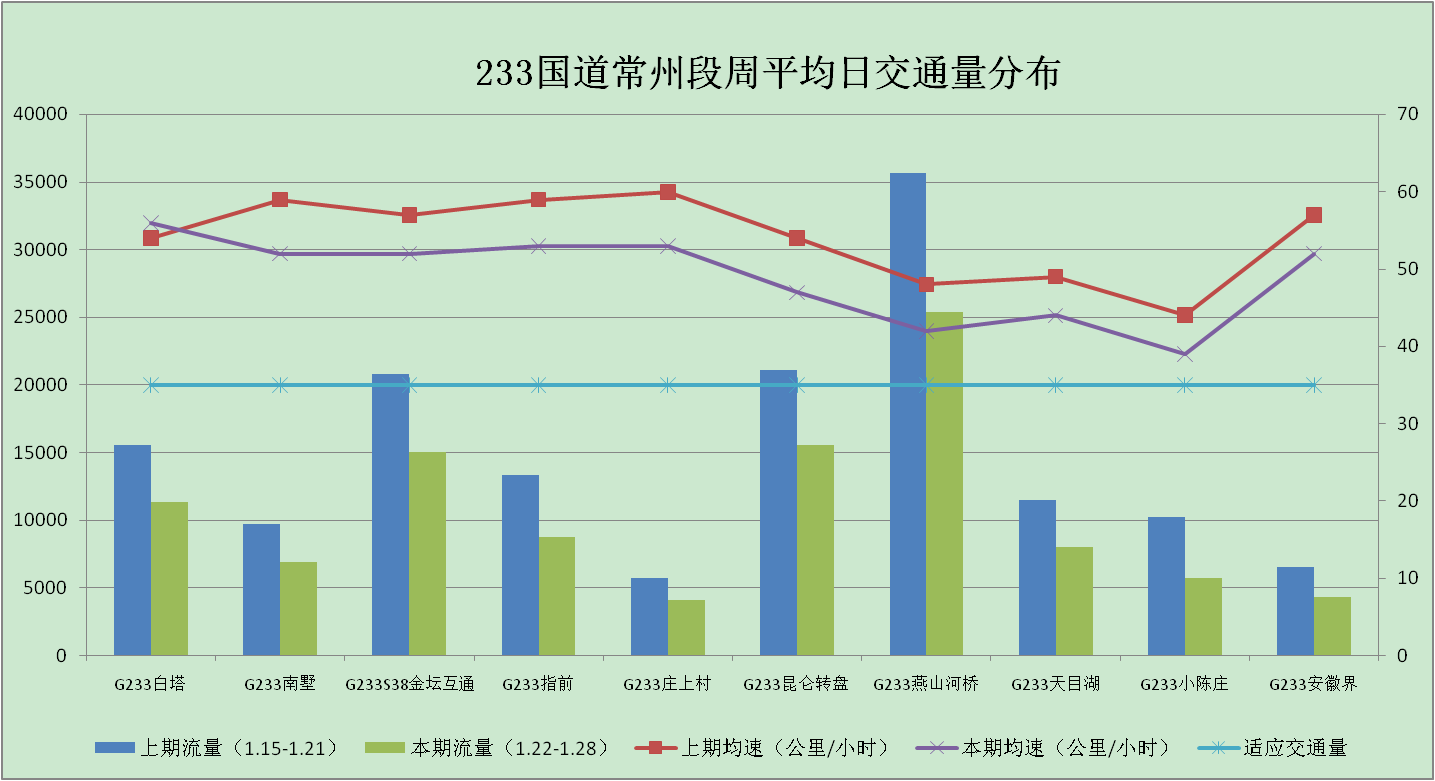 233国道常州段周平均日交通量分布
40000
35000
30000
25000
20000
15000
10000
5000
0
70
60
50
40
30
20
10
0
G233白塔
G233南墅
G233S38金坛互通
G233指前
G233庄上村
G233昆仑转盘
G233燕山河桥
G233天目湖
G233小陈庄
G233安徽界
上期流量（1.15-1.21）
本期流量（1.22-1.28）
上期均速（公里/小时）
本期均速（公里/小时）
适应交通量